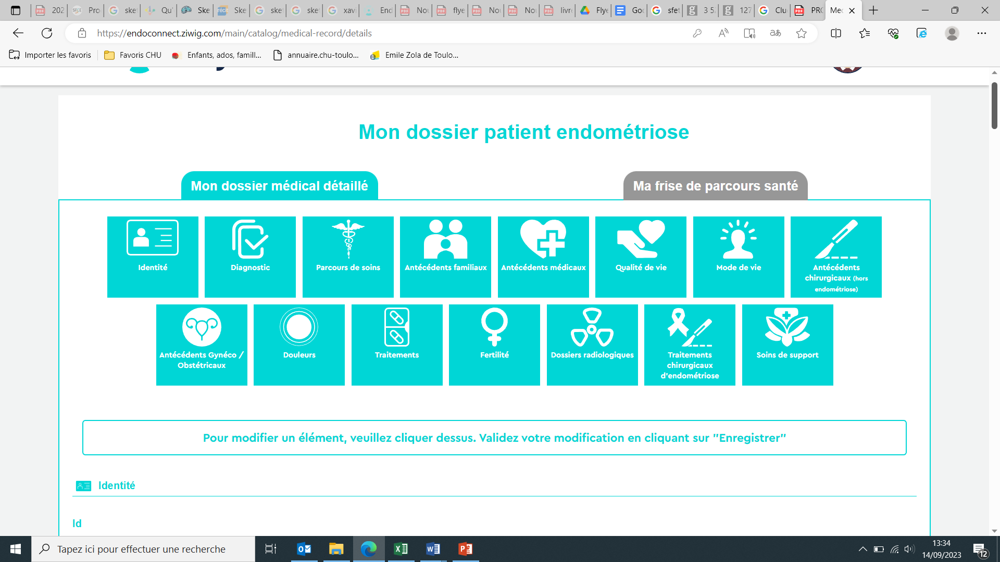 202 Pro sket Qu' Ske Ske sket sket xavi End Nou flye Nou Nou livre Flye Goo sfet 3 5 127 Clu PRO Mec
https://endoconnect.ziwig.com/main/catalog/medical-record/details
Importer les favoris Favoris CHU Enfants, ados, famill... annuaire.chu-toulo... Emile Zola de Toulo...
Mon dossier patient endométriose
Mon dossier médical détaillé Ma frise de parcours santé
Identité
Diagnostic
Parcours de soins
Antécédents familiaux
Antécédents médicaux
Qualité de vie
Mode de vie
Antécédents
chirurgicaux (hors
endométriose)
Antécédents Gynéco /
Obstétricaux
Douleurs
Traitements
Fertilité
Dossiers radiologiques
Traitements
chirurgicaux
d'endométriose
Soins de support
Pour modifier un élément, veuillez cliquer dessus. Validez votre modification en cliquant sur "Enregistrer"
Identité
Id
Tapez ici pour effectuer une recherche
13:34
14/09/2023
12